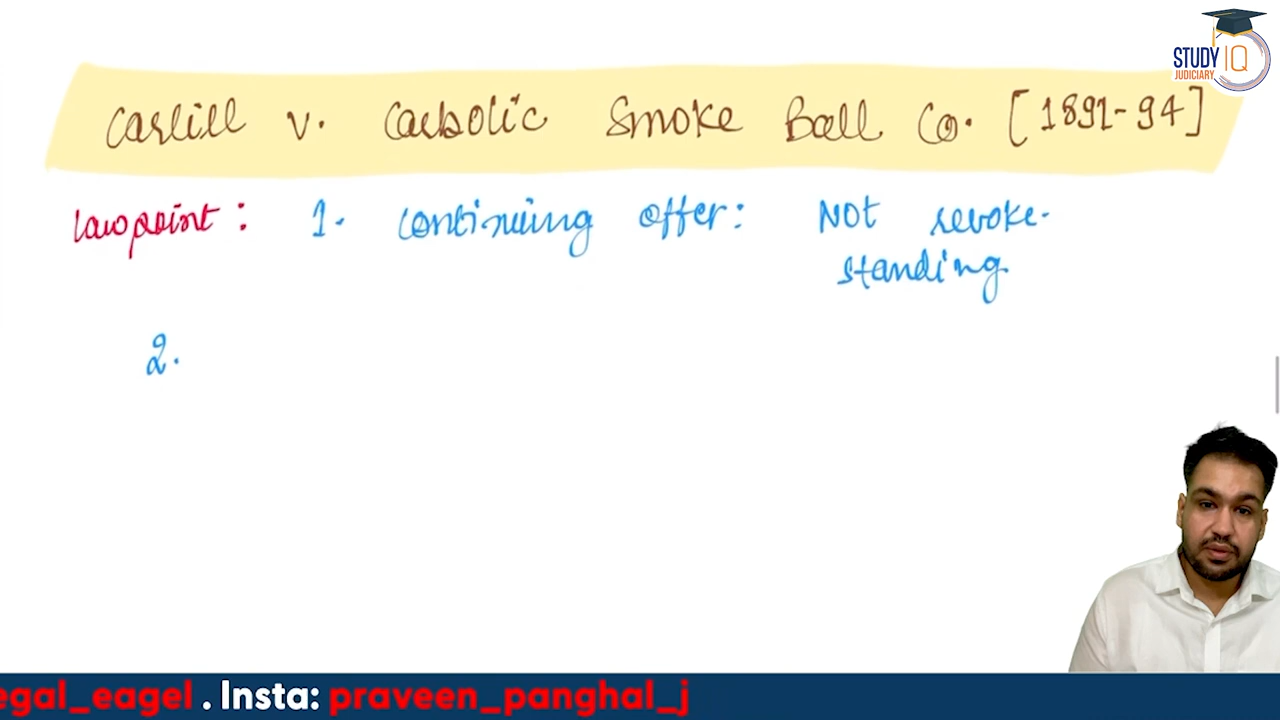 STUDY IQ
JUDICIARY
Carlill v. Carbolic Smoke Ball Co. [1891-94]
Lawpoint: 1. continuing offer: Not revoke.
standing
2.
egal_eagel . Insta: praveen_panghal_j